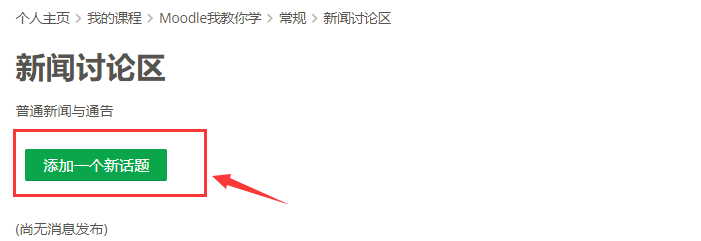 个人主页 > 我的课程 > Moodle我教你学 > 常规 > 新闻讨论区
新闻讨论区
普通新闻与通告
添加一个新话题
(尚无消息发布)